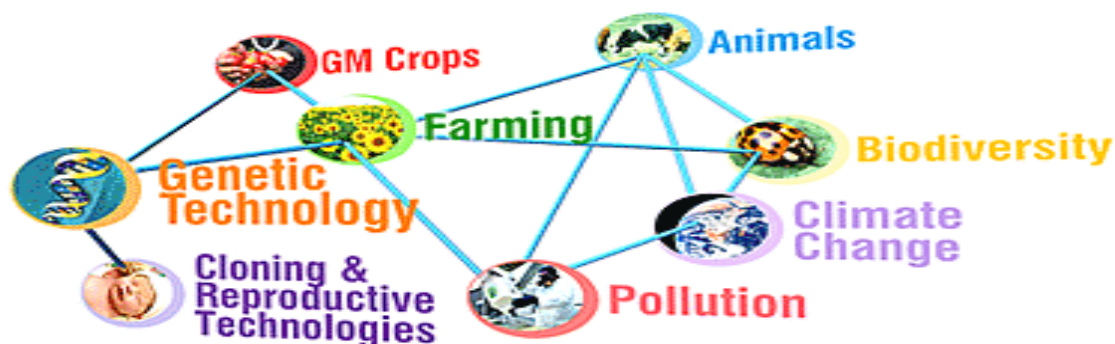 GM Crops
Animals
Farming
Biodiversity
Genetic
Technology
Climate
Change
Cloning &
Reproductive
Technologies
Pollution